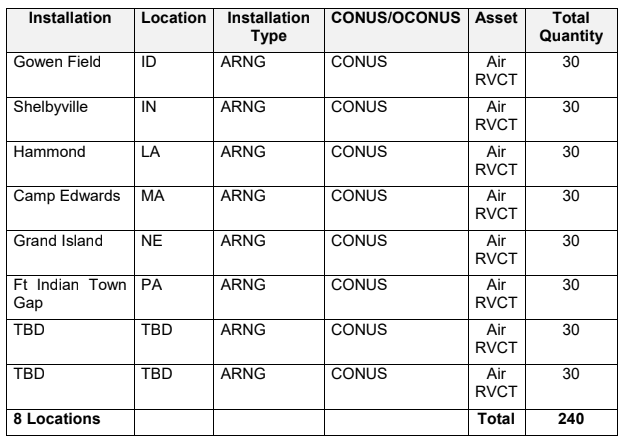 Installation Location Installation Type CONUS/OCONUS Asset Total Quantity
Gowen Field ID ARNG CONUS Air RVCT 30
Shelbyville IN ARNG CONUS Air RVCT 30
Hammond LA ARNG CONUS Air RVCT 30
Camp Edwards MA ARNG CONUS Air RVCT 30
Grand Island NE ARNG CONUS Air RVCT 30
Ft Indian Town Gap PA ARNG CONUS Air RVCT 30
TBD TBD ARNG CONUS Air RVCT 30
TBD TBD ARNG CONUS Air RVCT 30
8 Locations Total 240